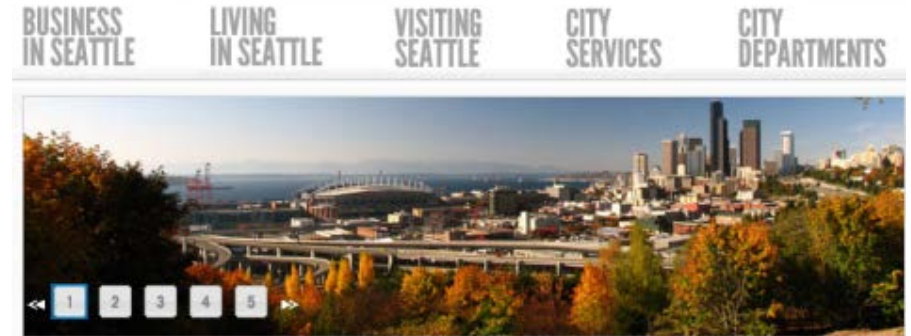 BUSINESS
IN SEATTLE
LIVING
IN SEATTLE
VISITING
SEATTLE
CITY
SERVICES
CITY
DEPARTMENTS
1 2 3 4 5